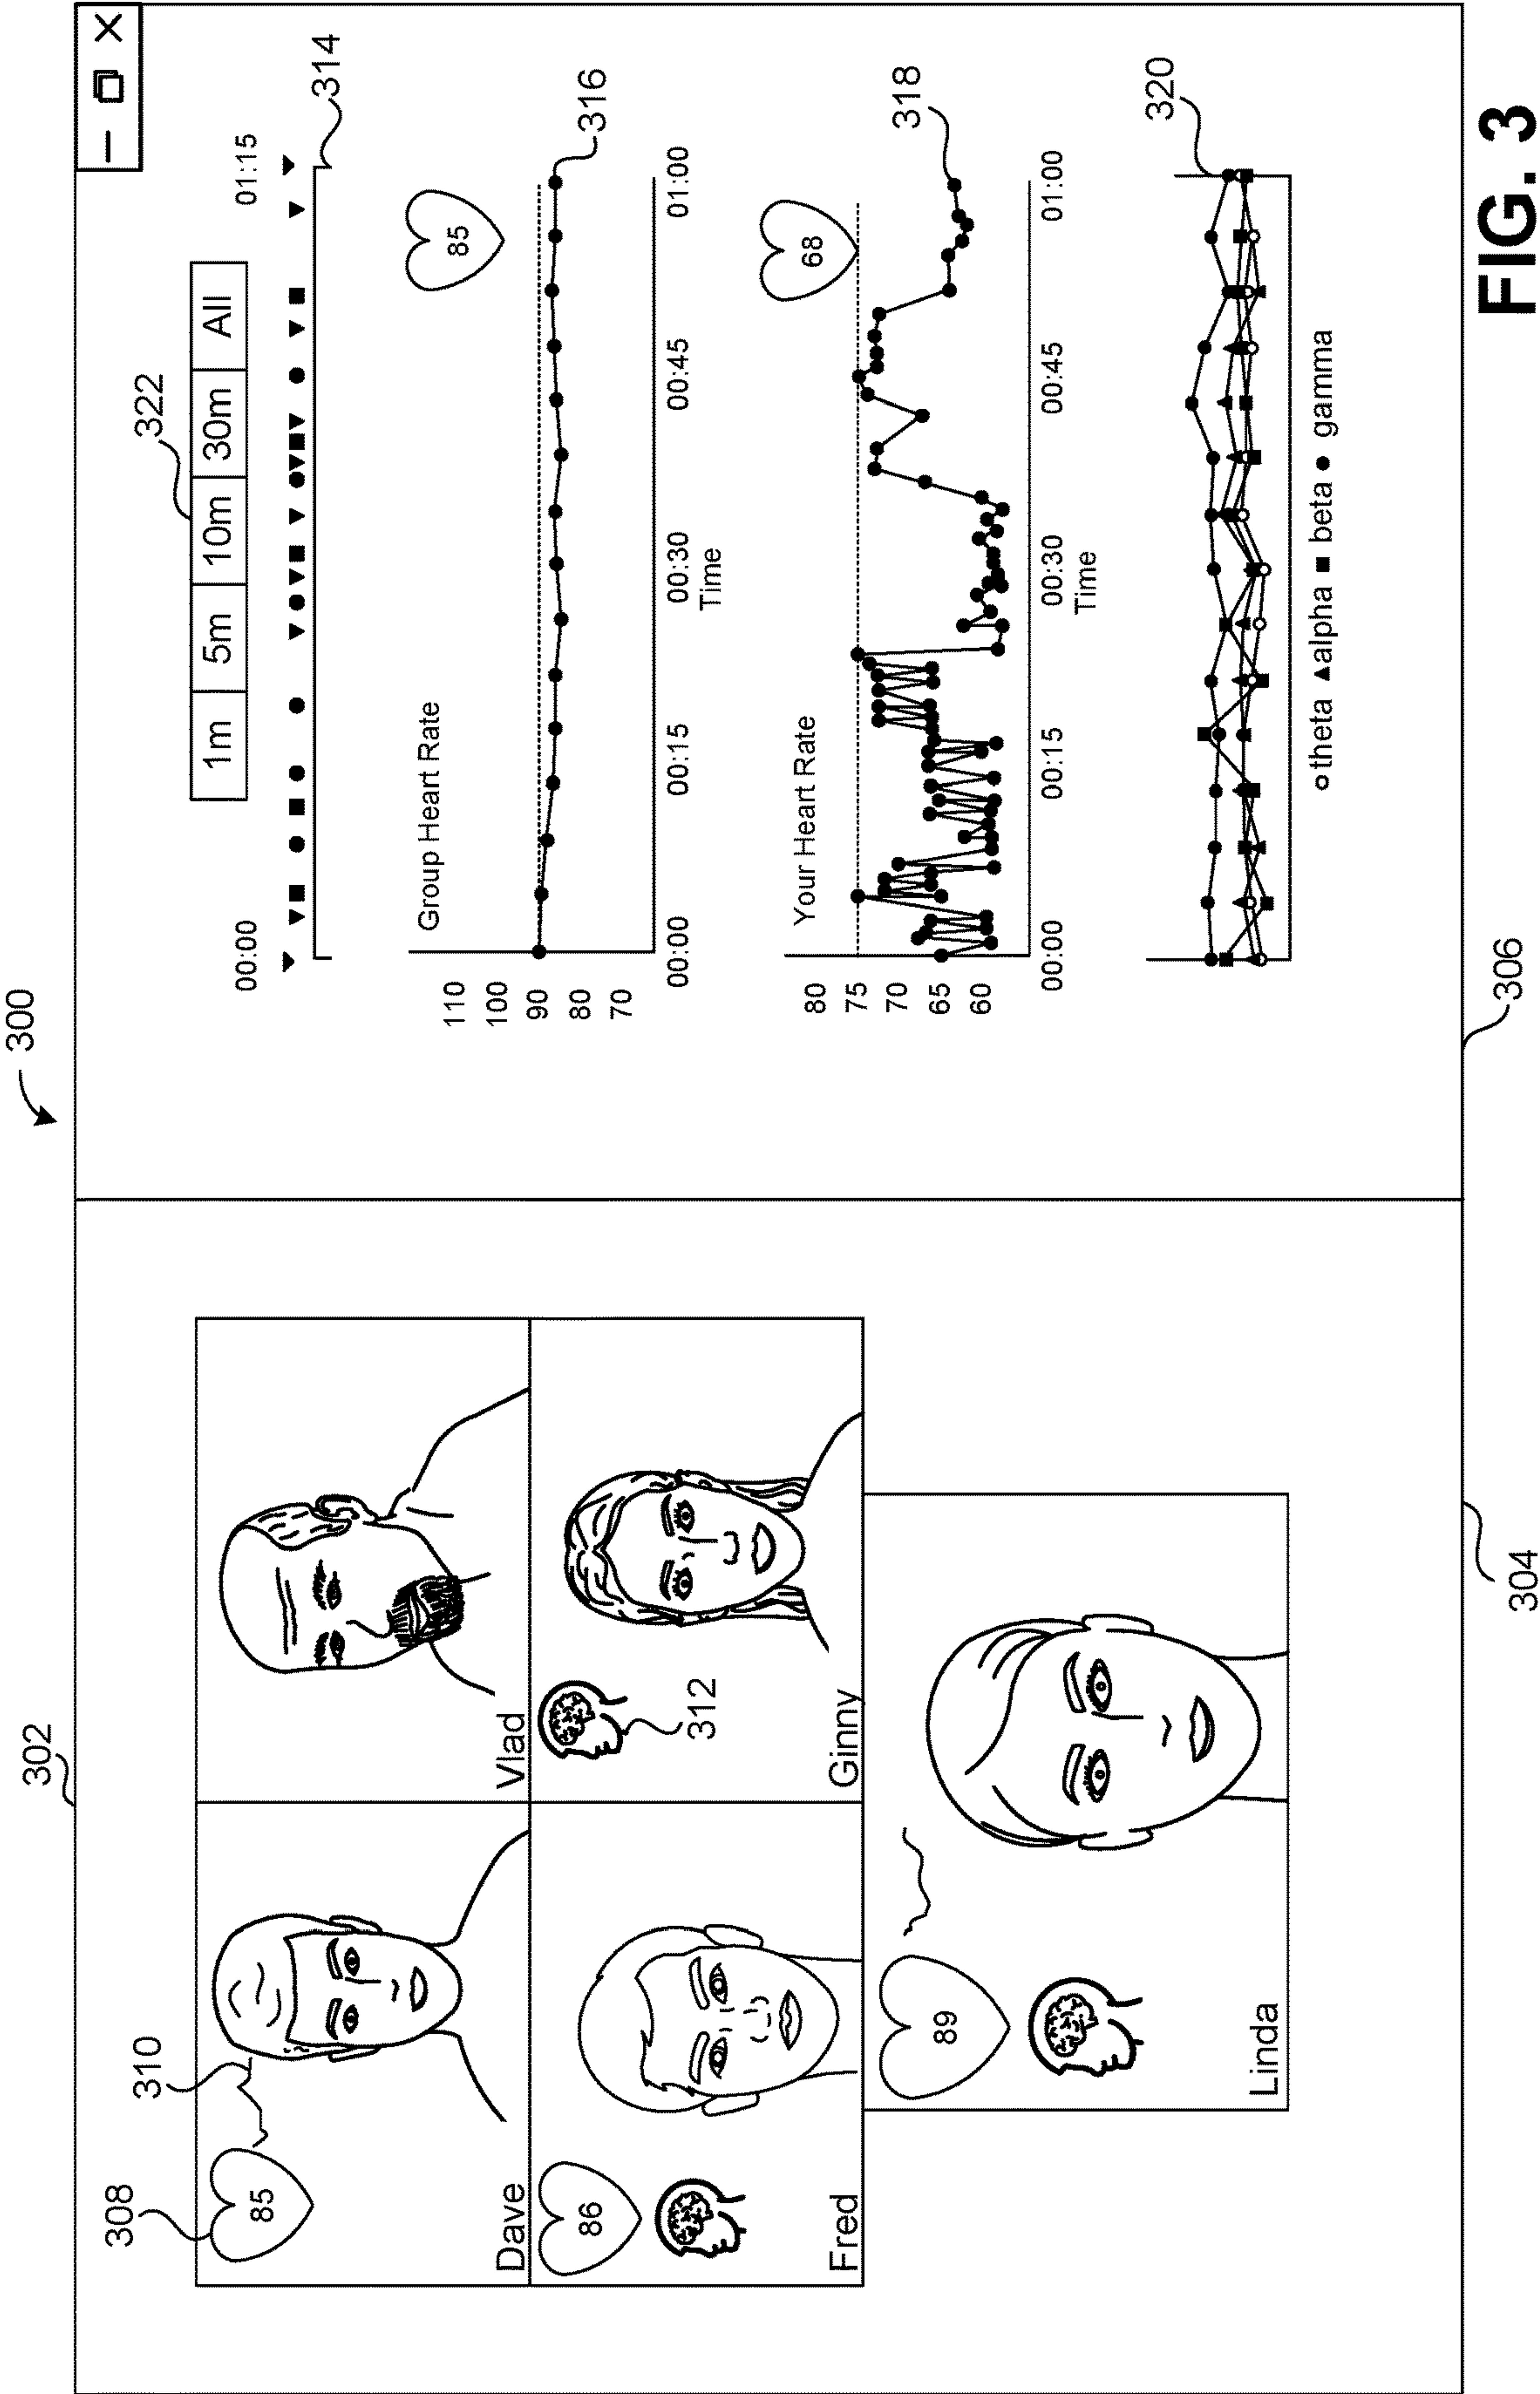 300
302
308
310
85
Dave
Vlad
86
Fred
312
Ginny
89
Linda
304
306
322
1m 5m 10m 30m All
00:00 01:15
314
Group Heart Rate
85
110
100
90
80
70
316
00:00 00:15 00:30 00:45 01:00
Time
Your Heart Rate
68
80
75
70
65
60
318
00:00 00:15 00:30 00:45 01:00
Time
320
theta alpha beta gamma
FIG. 3